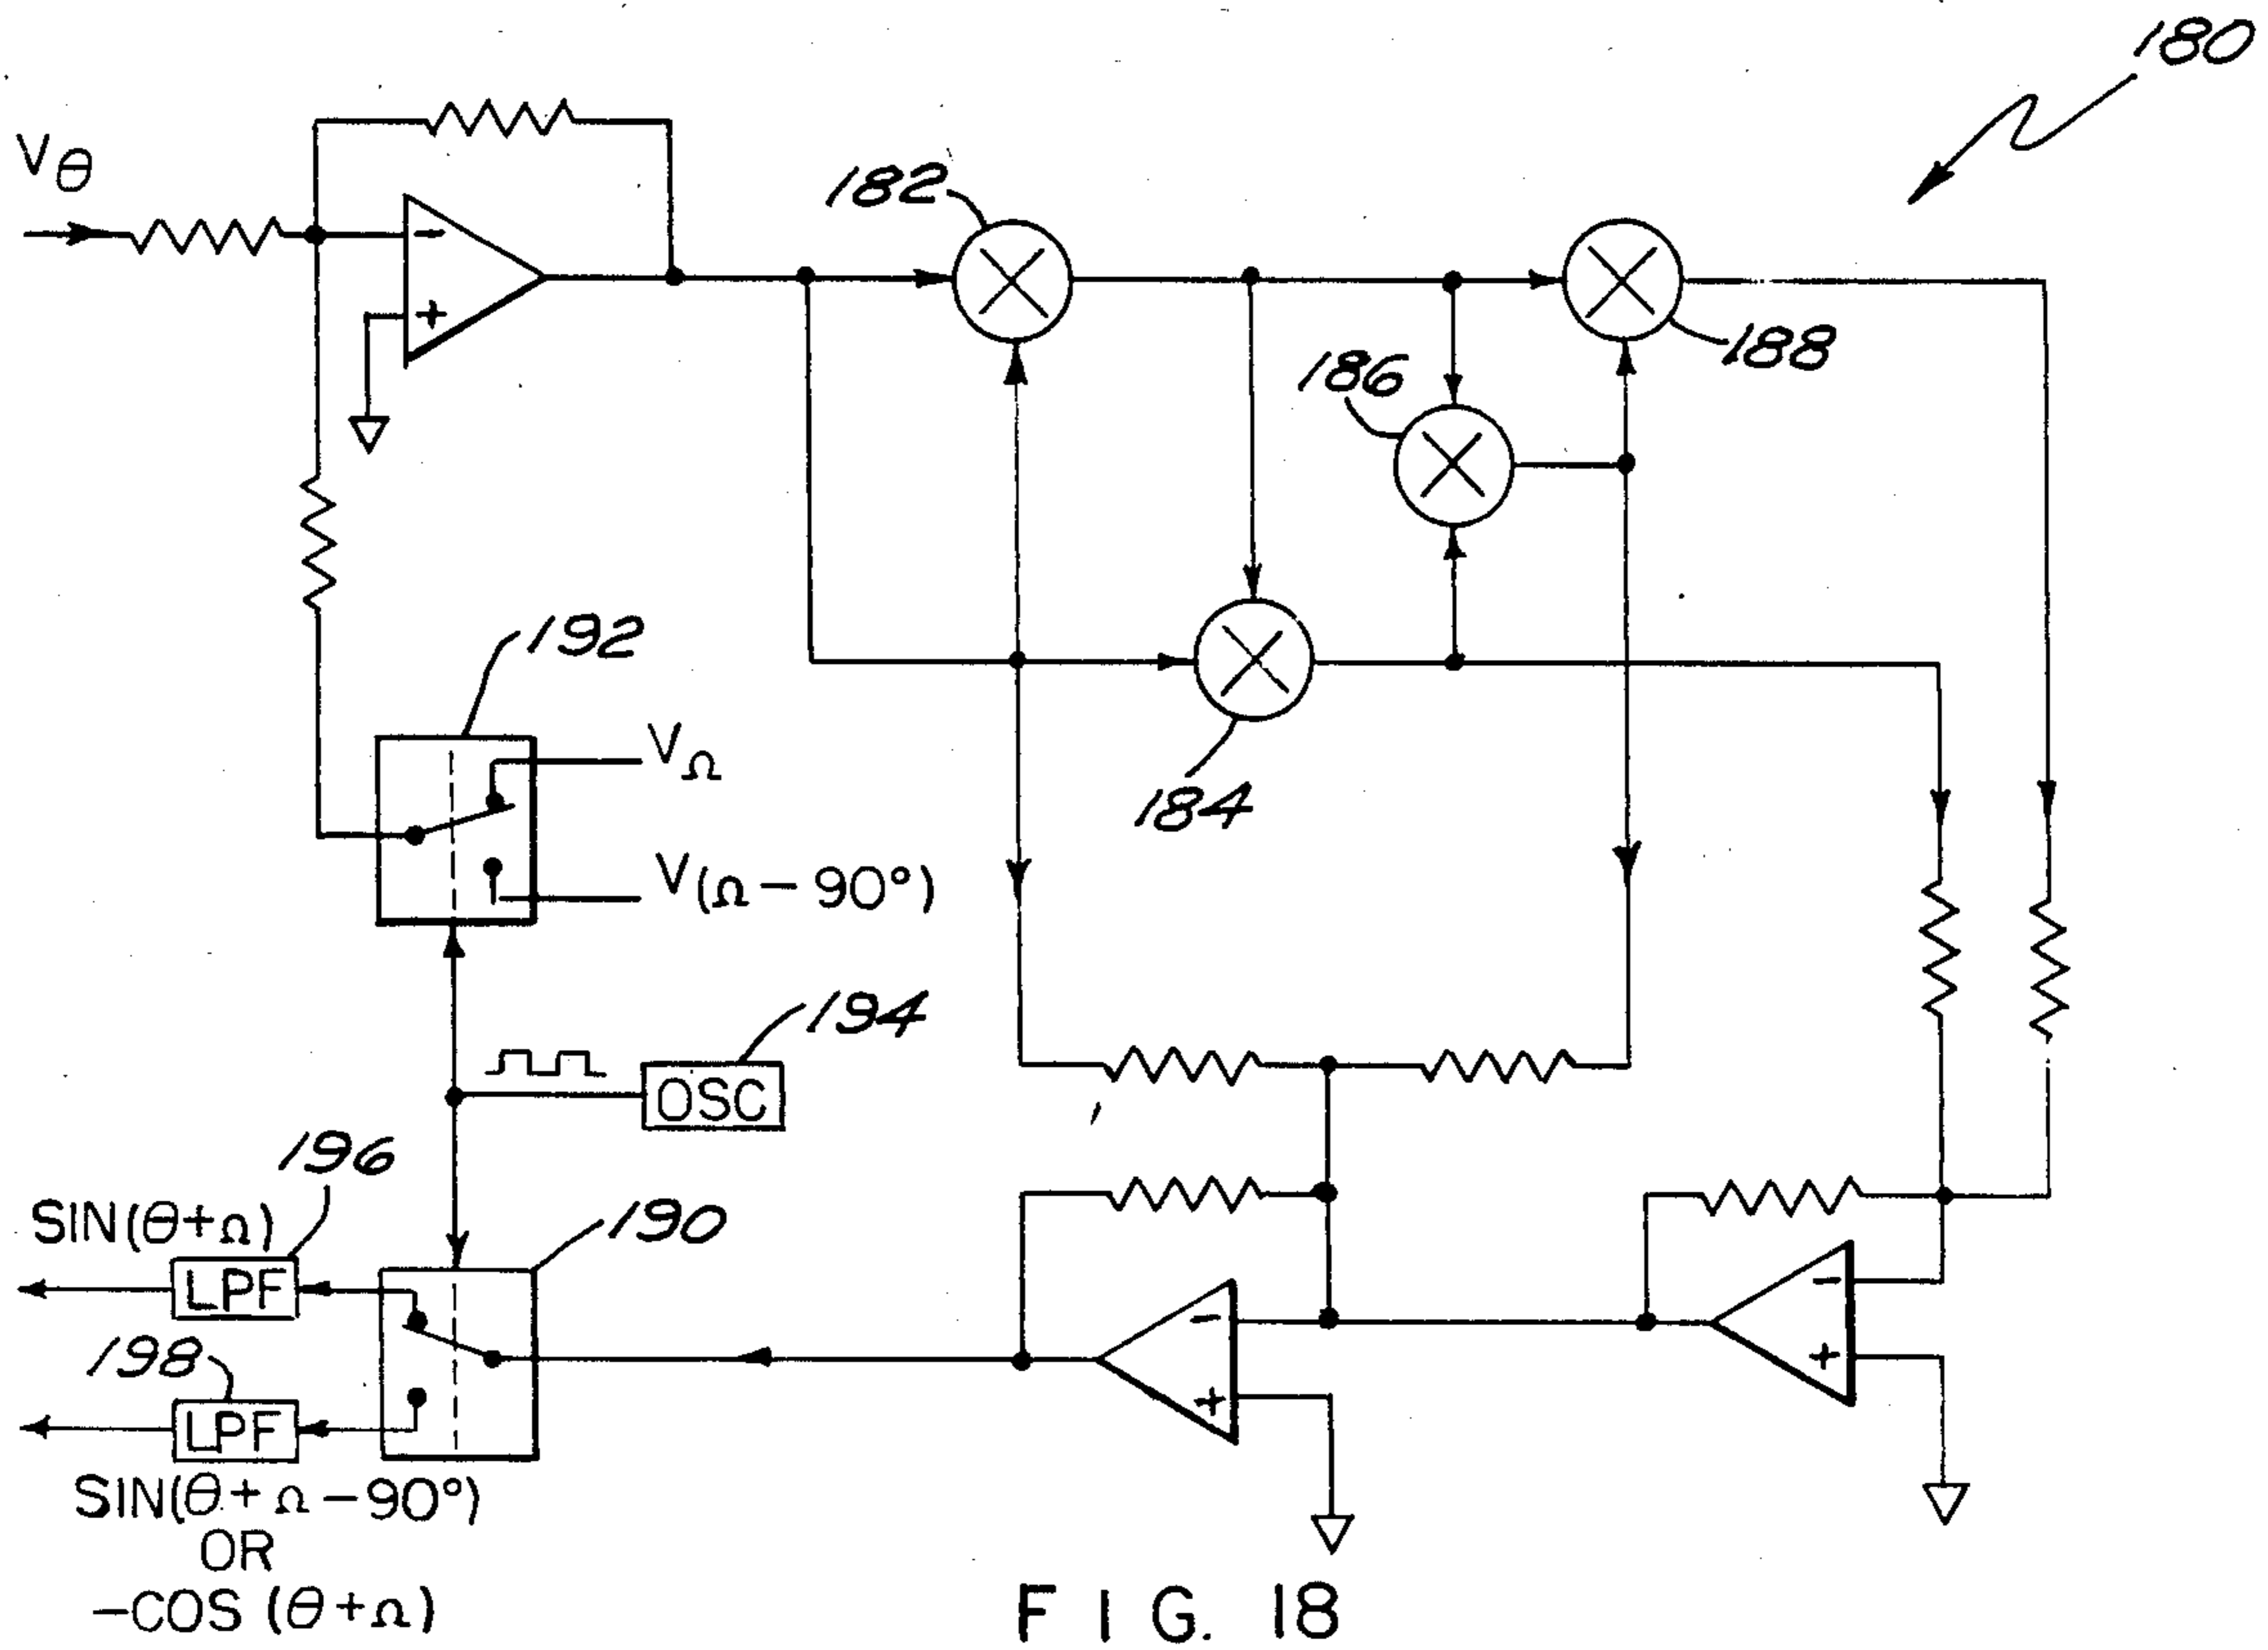 180
Vθ
182
−
+
188
186
192
VΩ
184
V(Ω − 90°)
194
OSC
196
SIN(θ+Ω)
190
LPF
−
−
198
+
+
LPF
SIN(θ + Ω − 90°)
OR
−COS (θ+Ω)
FIG. 18